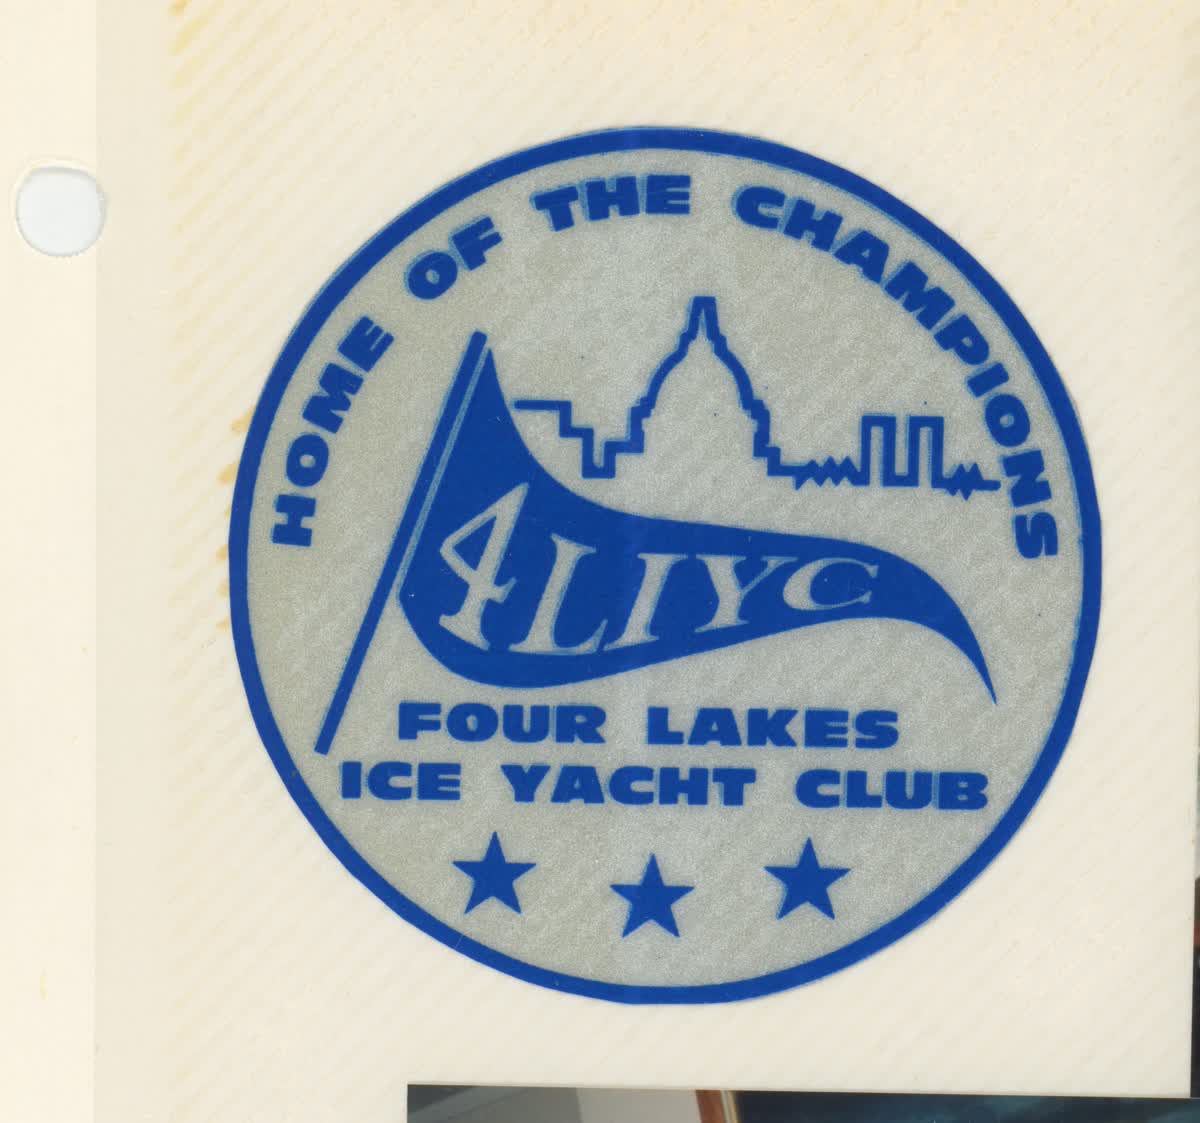 HOME OF THE CHAMPIONS
4LIYC
FOUR LAKES
ICE YACHT CLUB